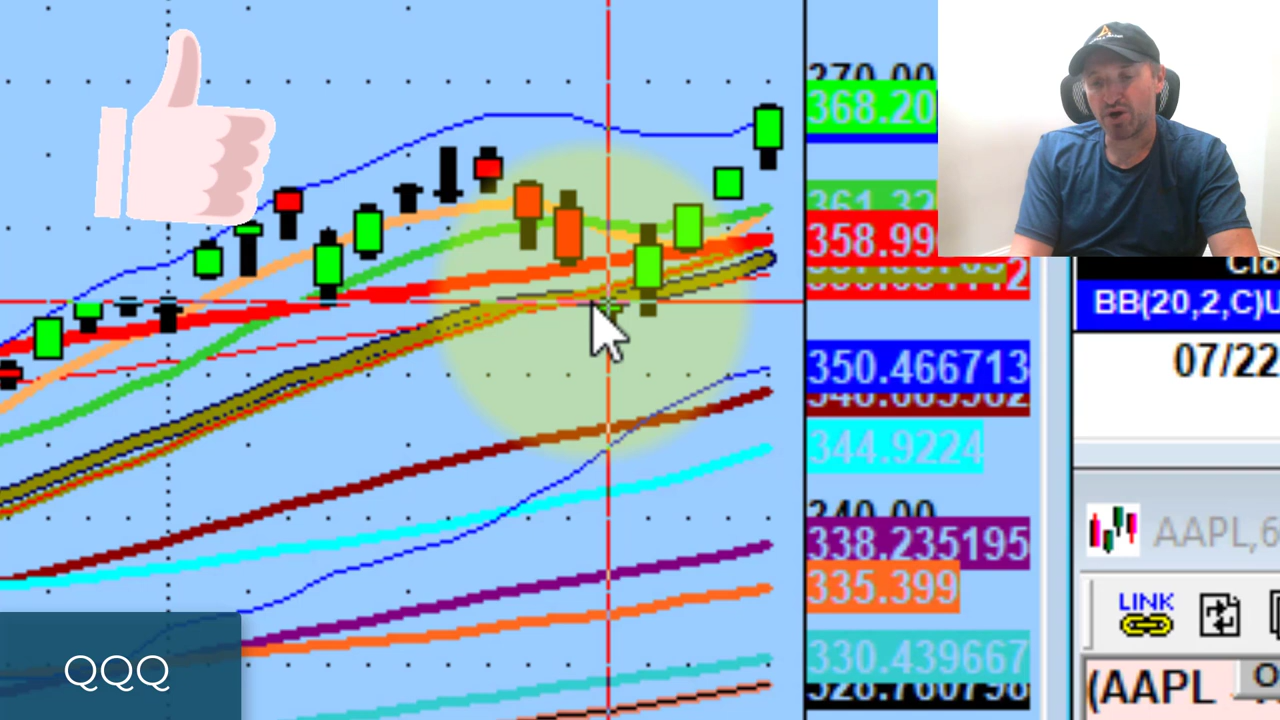 368.20
358.99
350.466713
344.9224
338.235195
335.399
330.439667
BB(20,2,C)U
07/22
AAPL,6
LINK
(AAPL
QQQ